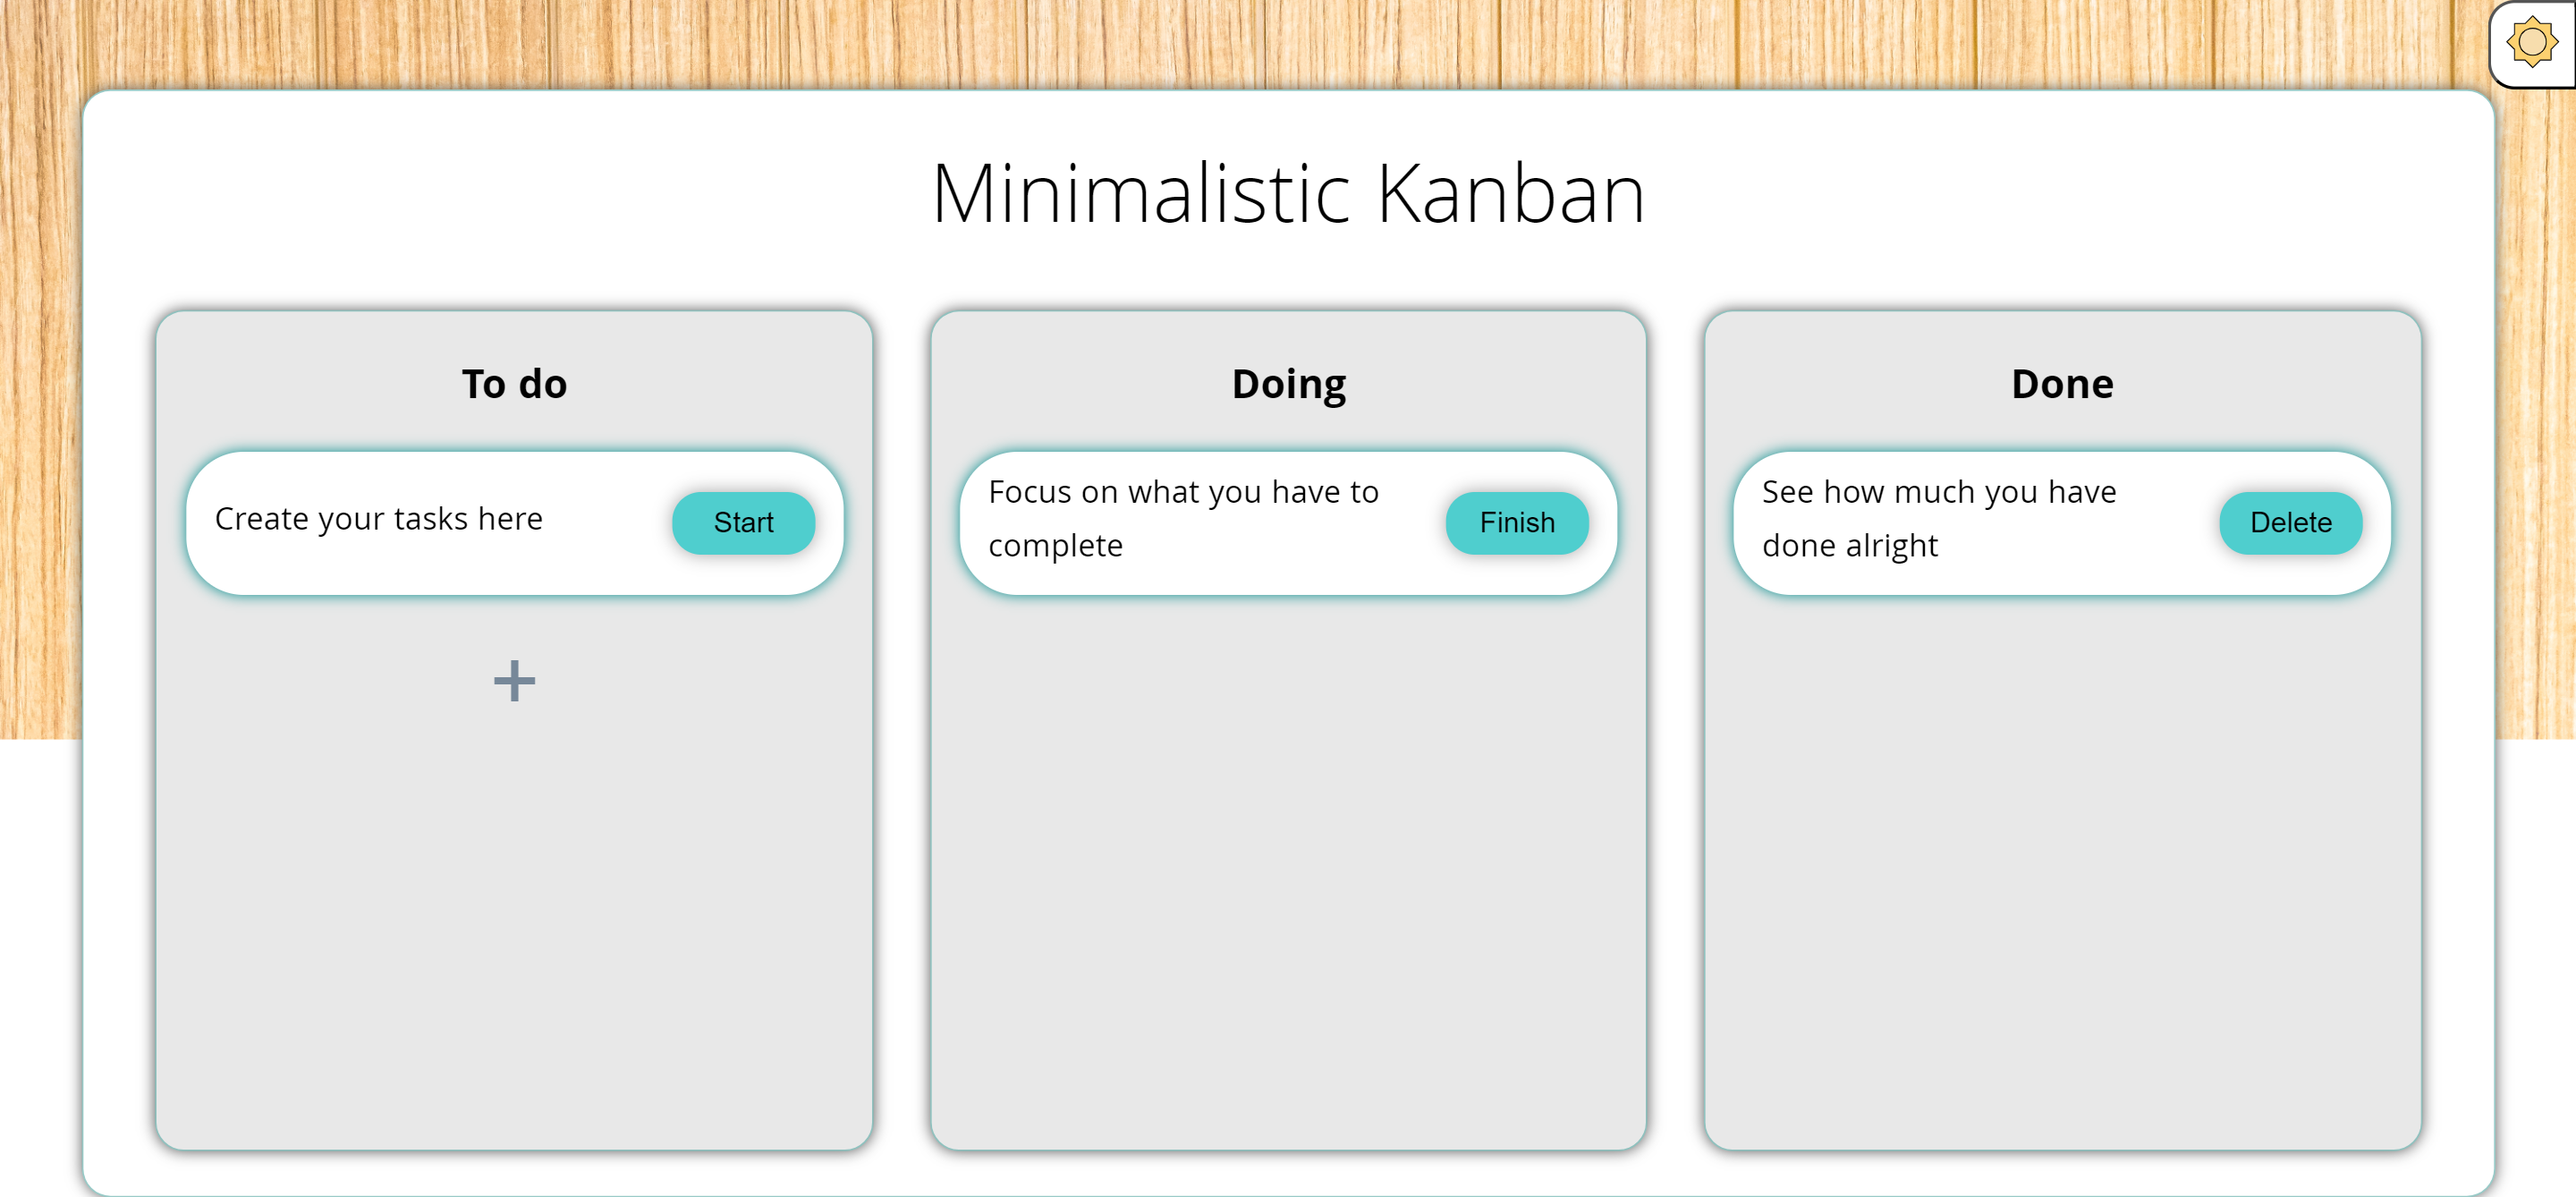 Minimalistic Kanban
To do
Create your tasks here
Start
+
Doing
Focus on what you have to
complete
Finish
Done
See how much you have
done alright
Delete